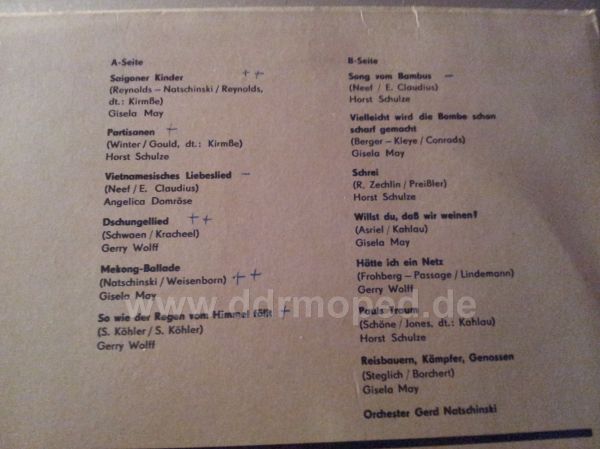 A-Seite
Saigoner Kinder ++
(Reynolds – Natschinski / Reynolds,
dt.: Kirmße)
Gisela May
Partisanen +
(Winter / Gould, dt.: Kirmße)
Horst Schulze
Vietnamesisches Liebeslied –
(Neef / E. Claudius)
Angelica Domröse
Dschungellied ++
(Schwaen / Kracheel)
Gerry Wolff
Mekong-Ballade
(Natschinski / Weisenborn) ++
Gisela May
So wie der Regen vom Himmel fällt +
(S. Köhler / S. Köhler)
Gerry Wolff
B-Seite
Song vom Bambus –
(Neef / E. Claudius)
Horst Schulze
Vielleicht wird die Bombe schon
scharf gemacht
(Berger – Kleye / Conrads)
Gisela May
Schrei
(R. Zechlin / Preißler)
Horst Schulze
Willst du, daß wir weinen?
(Asriel / Kahlau)
Gisela May
Hätte ich ein Netz
(Frohberg – Passage / Lindemann)
Gerry Wolff
Pauls Traum
(Schöne / Jones, dt.: Kahlau)
Horst Schulze
Reisbauern, Kämpfer, Genossen
(Steglich / Borchert)
Gisela May
Orchester Gerd Natschinski
www.ddrmoped.de